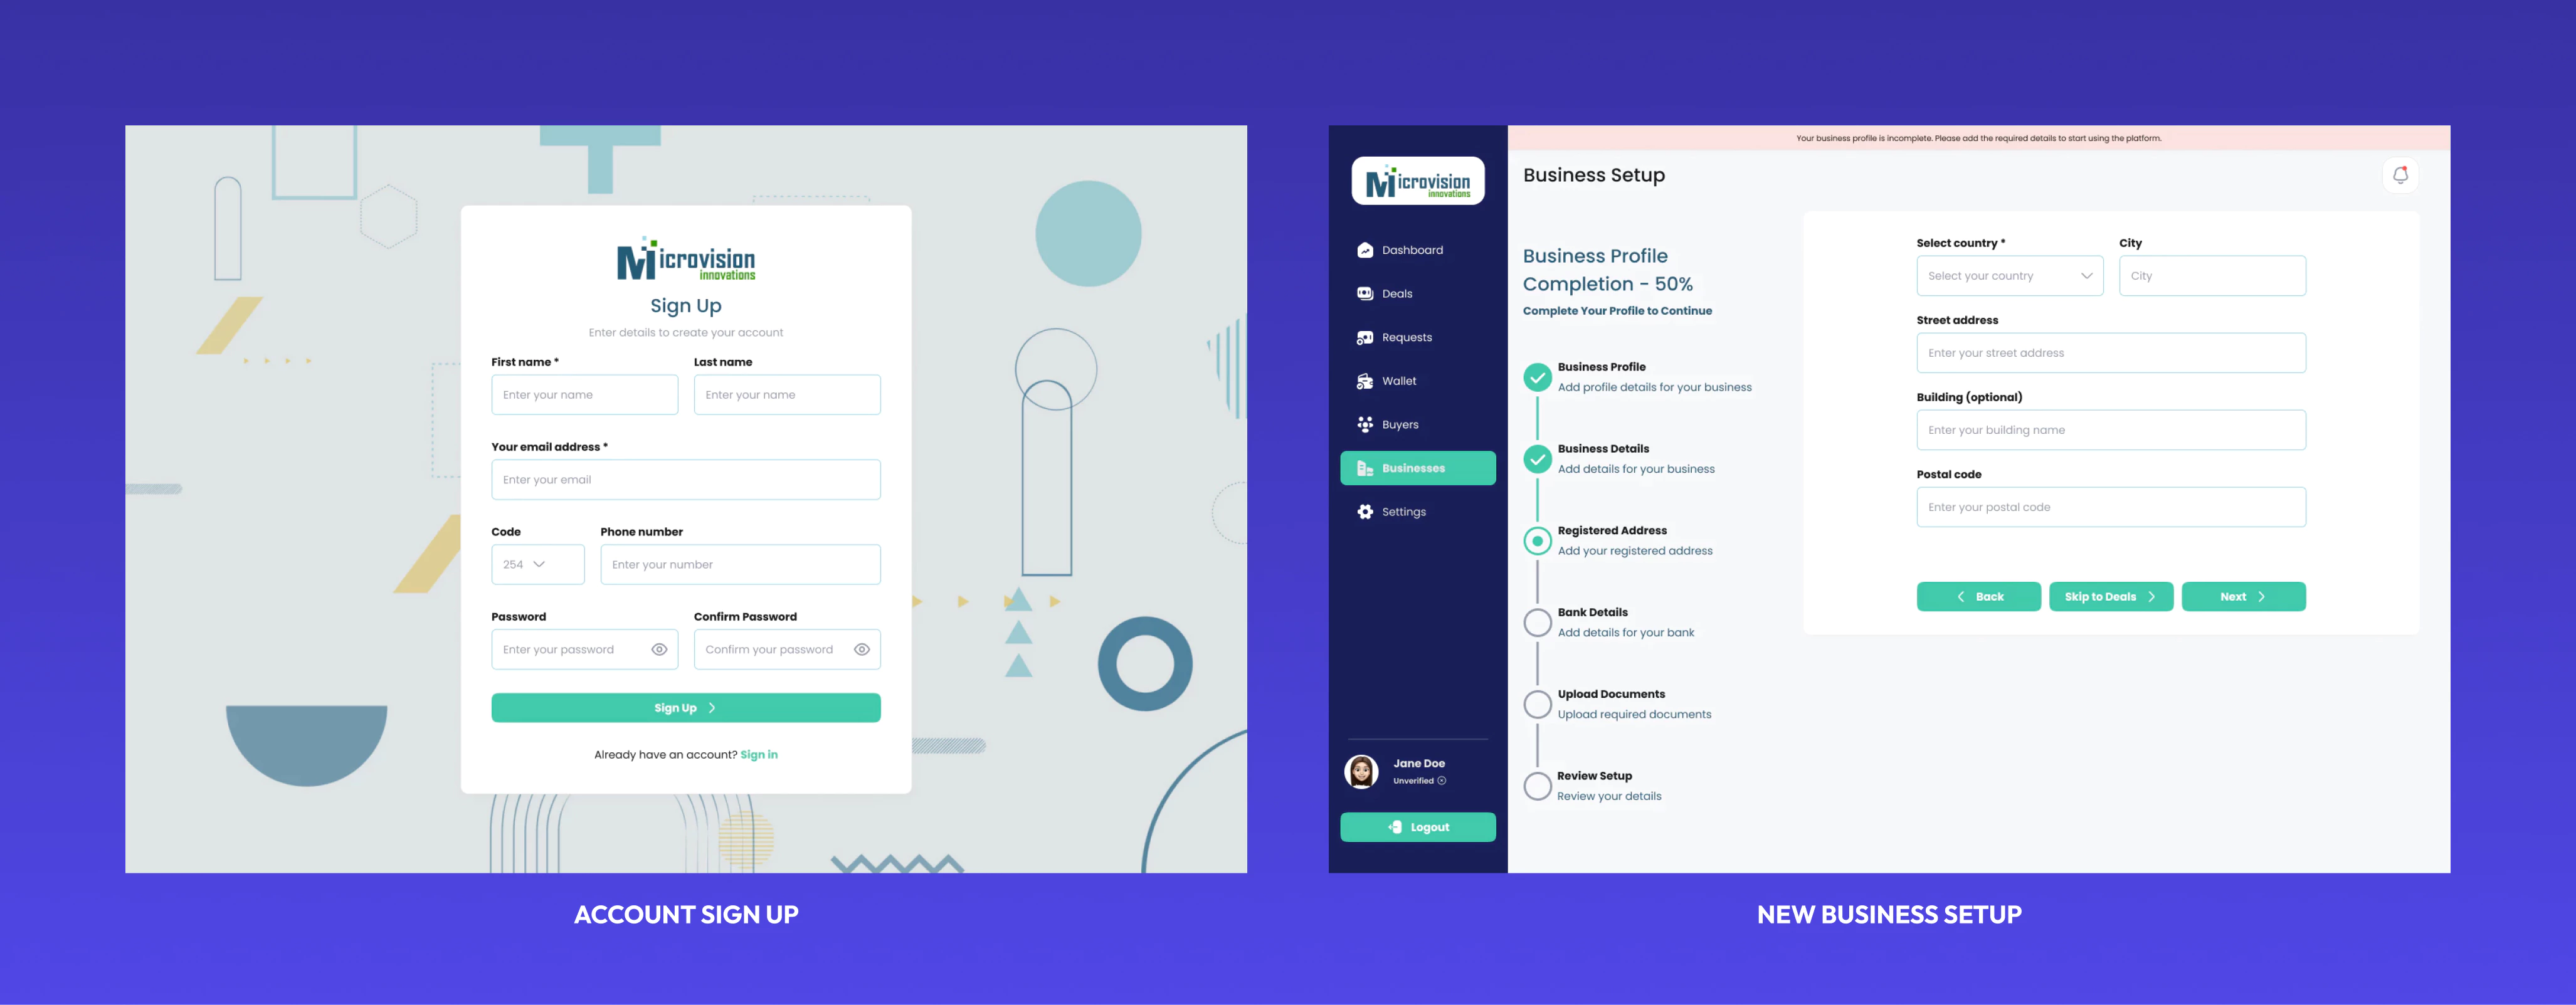 Microvision
innovations
Sign Up
Enter details to create your account
First name * Last name
Enter your name Enter your name
Your email address *
Enter your email
Code Phone number
254 Enter your number
Password Confirm Password
Enter your password Confirm your password
Sign Up
Already have an account? Sign in
ACCOUNT SIGN UP
Your business profile is incomplete. Please add the required details to start using the platform.
Microvision
innovations
Dashboard
Deals
Requests
Wallet
Buyers
Businesses
Settings
Jane Doe
Unverified
Logout
Business Setup
Business Profile
Completion - 50%
Complete Your Profile to Continue
Business Profile
Add profile details for your business
Business Details
Add details for your business
Registered Address
Add your registered address
Bank Details
Add details for your bank
Upload Documents
Upload required documents
Review Setup
Review your details
Select country * City
Select your country City
Street address
Enter your street address
Building (optional)
Enter your building name
Postal code
Enter your postal code
Back Skip to Deals Next
NEW BUSINESS SETUP